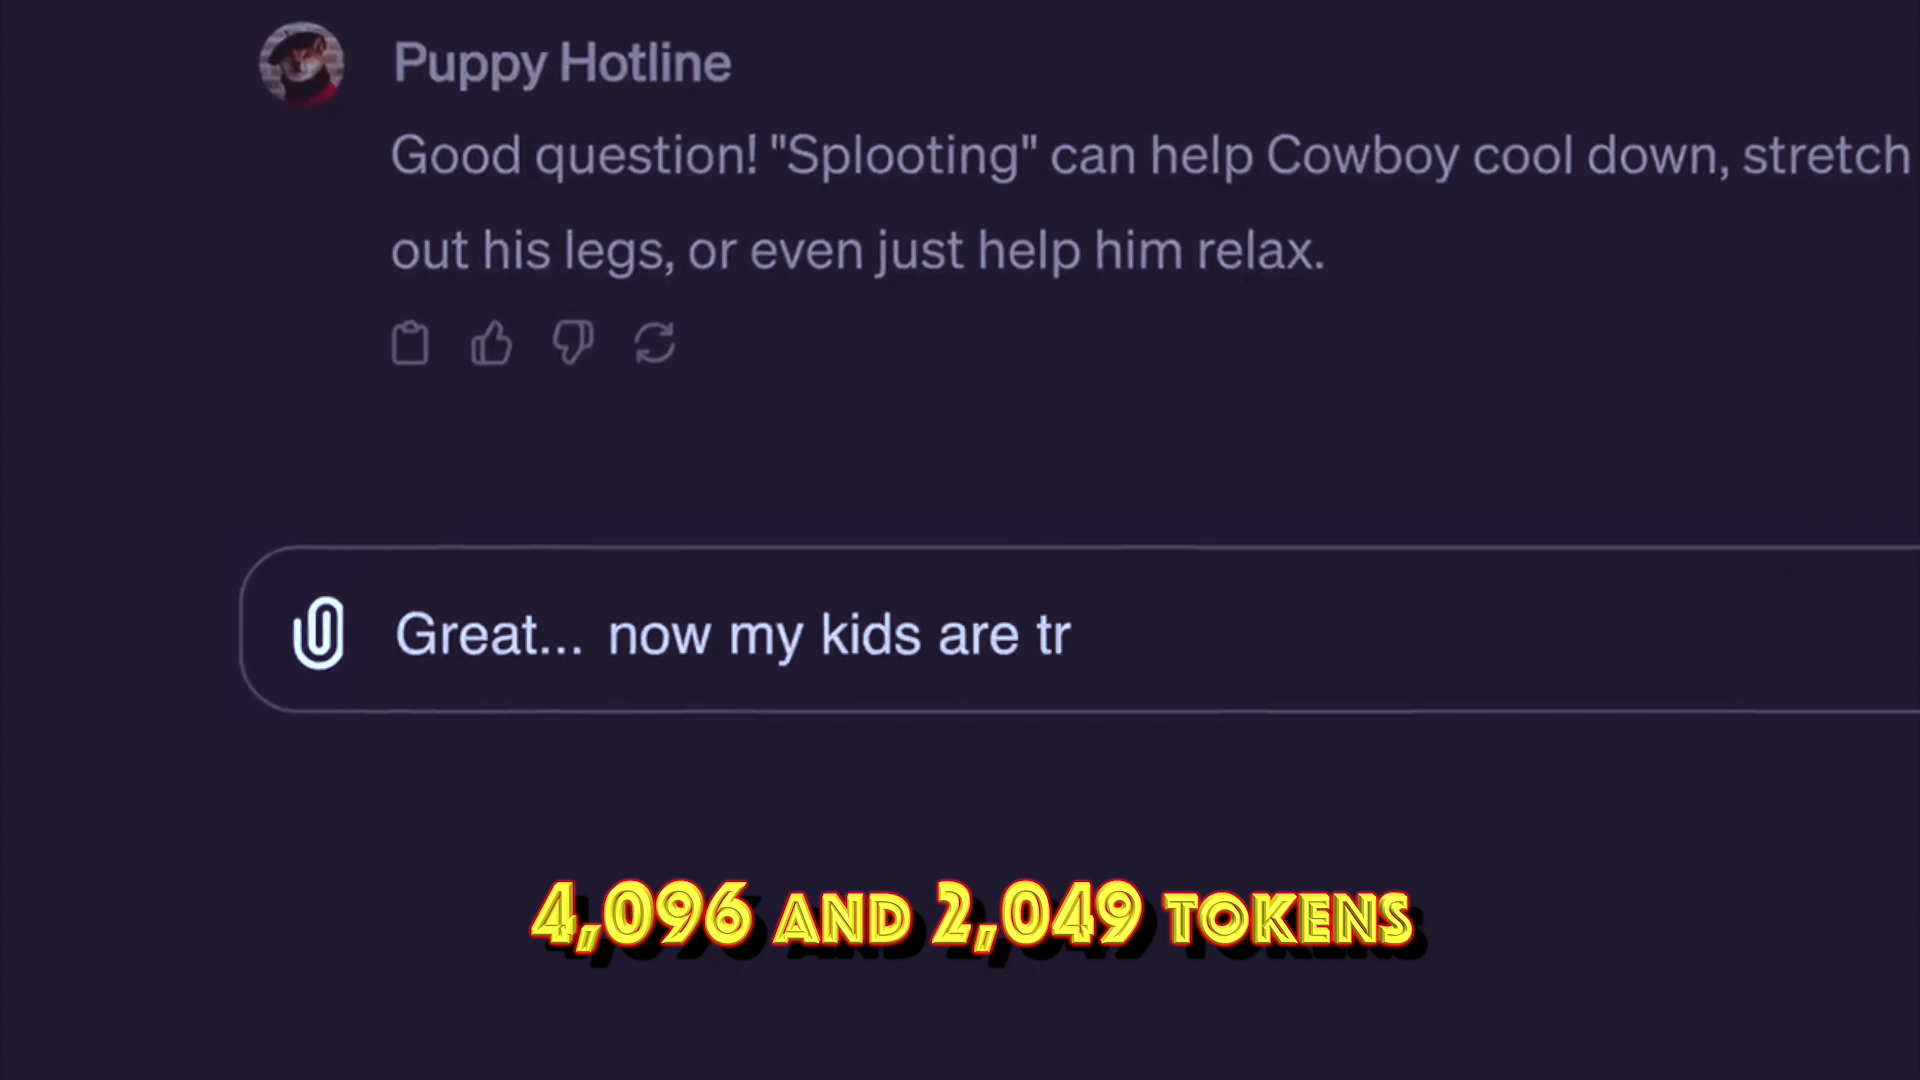 Puppy Hotline
Good question! "Splooting" can help Cowboy cool down, stretch
out his legs, or even just help him relax.
Great... now my kids are tr
4,096 AND 2,049 TOKENS